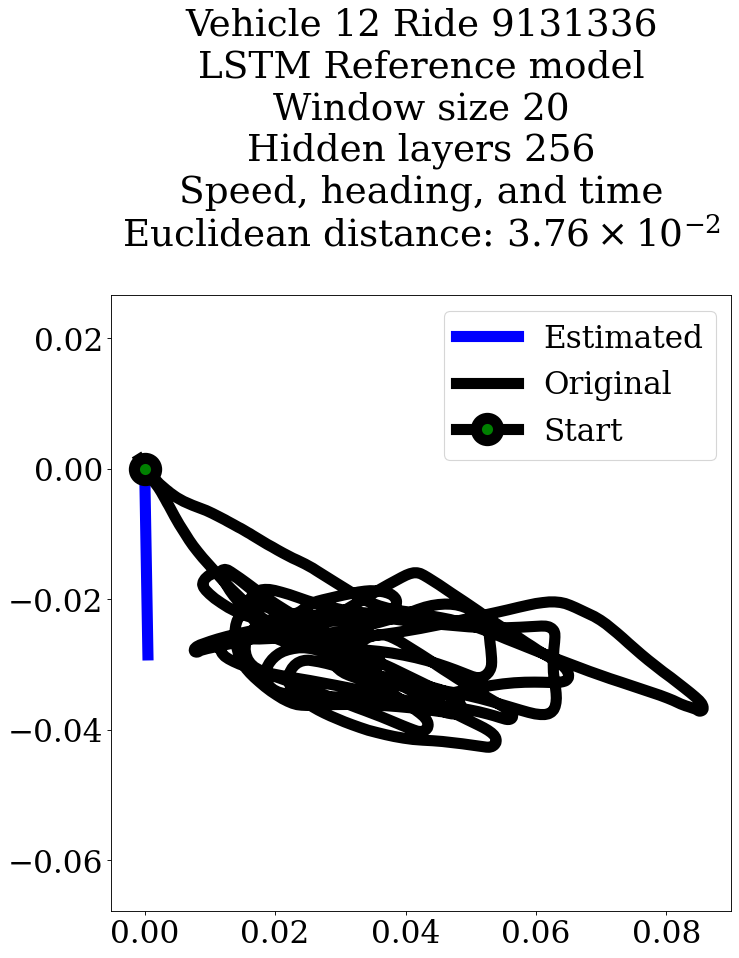 Vehicle 12 Ride 9131336
LSTM Reference model
Window size 20
Hidden layers 256
Speed, heading, and time
Euclidean distance: 3.76 × 10⁻²
Estimated
Original
Start
0.02
0.00
−0.02
−0.04
−0.06
0.00 0.02 0.04 0.06 0.08